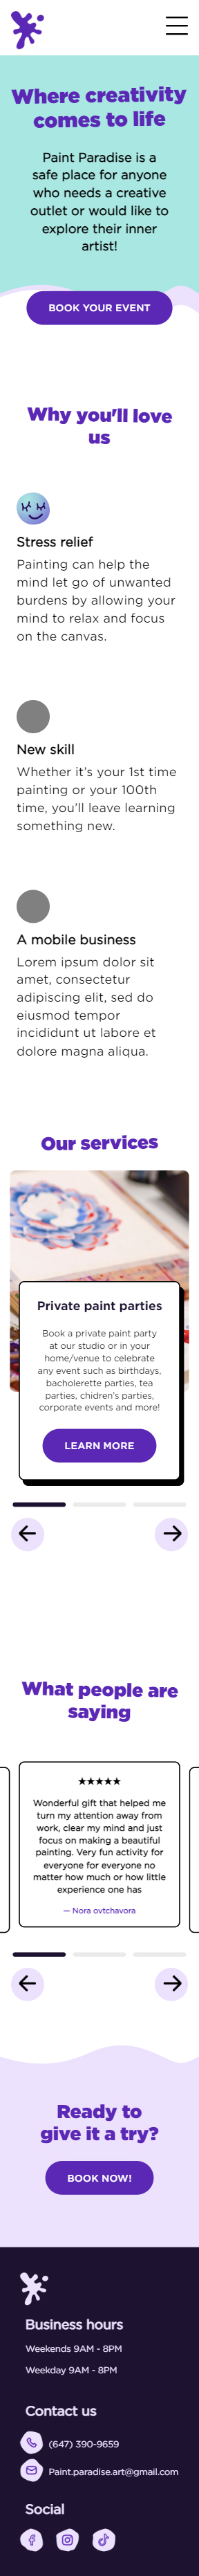 Where creativity
comes to life
Paint Paradise is a
safe place for anyone
who needs a creative
outlet or would like to
explore their inner
artist!
BOOK YOUR EVENT
Why you'll love
us
Stress relief
Painting can help the
mind let go of unwanted
burdens by allowing your
mind to relax and focus
on the canvas.
New skill
Whether it's your 1st time
painting or your 100th
time, you'll leave learning
something new.
A mobile business
Lorem ipsum dolor sit
amet, consectetur
adipiscing elit, sed do
eiusmod tempor
incididunt ut labore et
dolore magna aliqua.
Our services
Private paint parties
Book a private paint party
at our studio or in your
home/venue to celebrate
any event such as birthdays,
bacholerette parties, tea
parties, chidren's parties,
corporate events and more!
LEARN MORE
What people are
saying
★★★★★
Wonderful gift that helped me
turn my attention away from
work, clear my mind and just
focus on making a beautiful
painting. Very fun activity for
everyone for everyone no
matter how much or how little
experience one has
— Nora ovtchavora
Ready to
give it a try?
BOOK NOW!
Business hours
Weekends 9AM - 8PM
Weekday 9AM - 8PM
Contact us
(647) 390-9659
Paint.paradise.art@gmail.com
Social